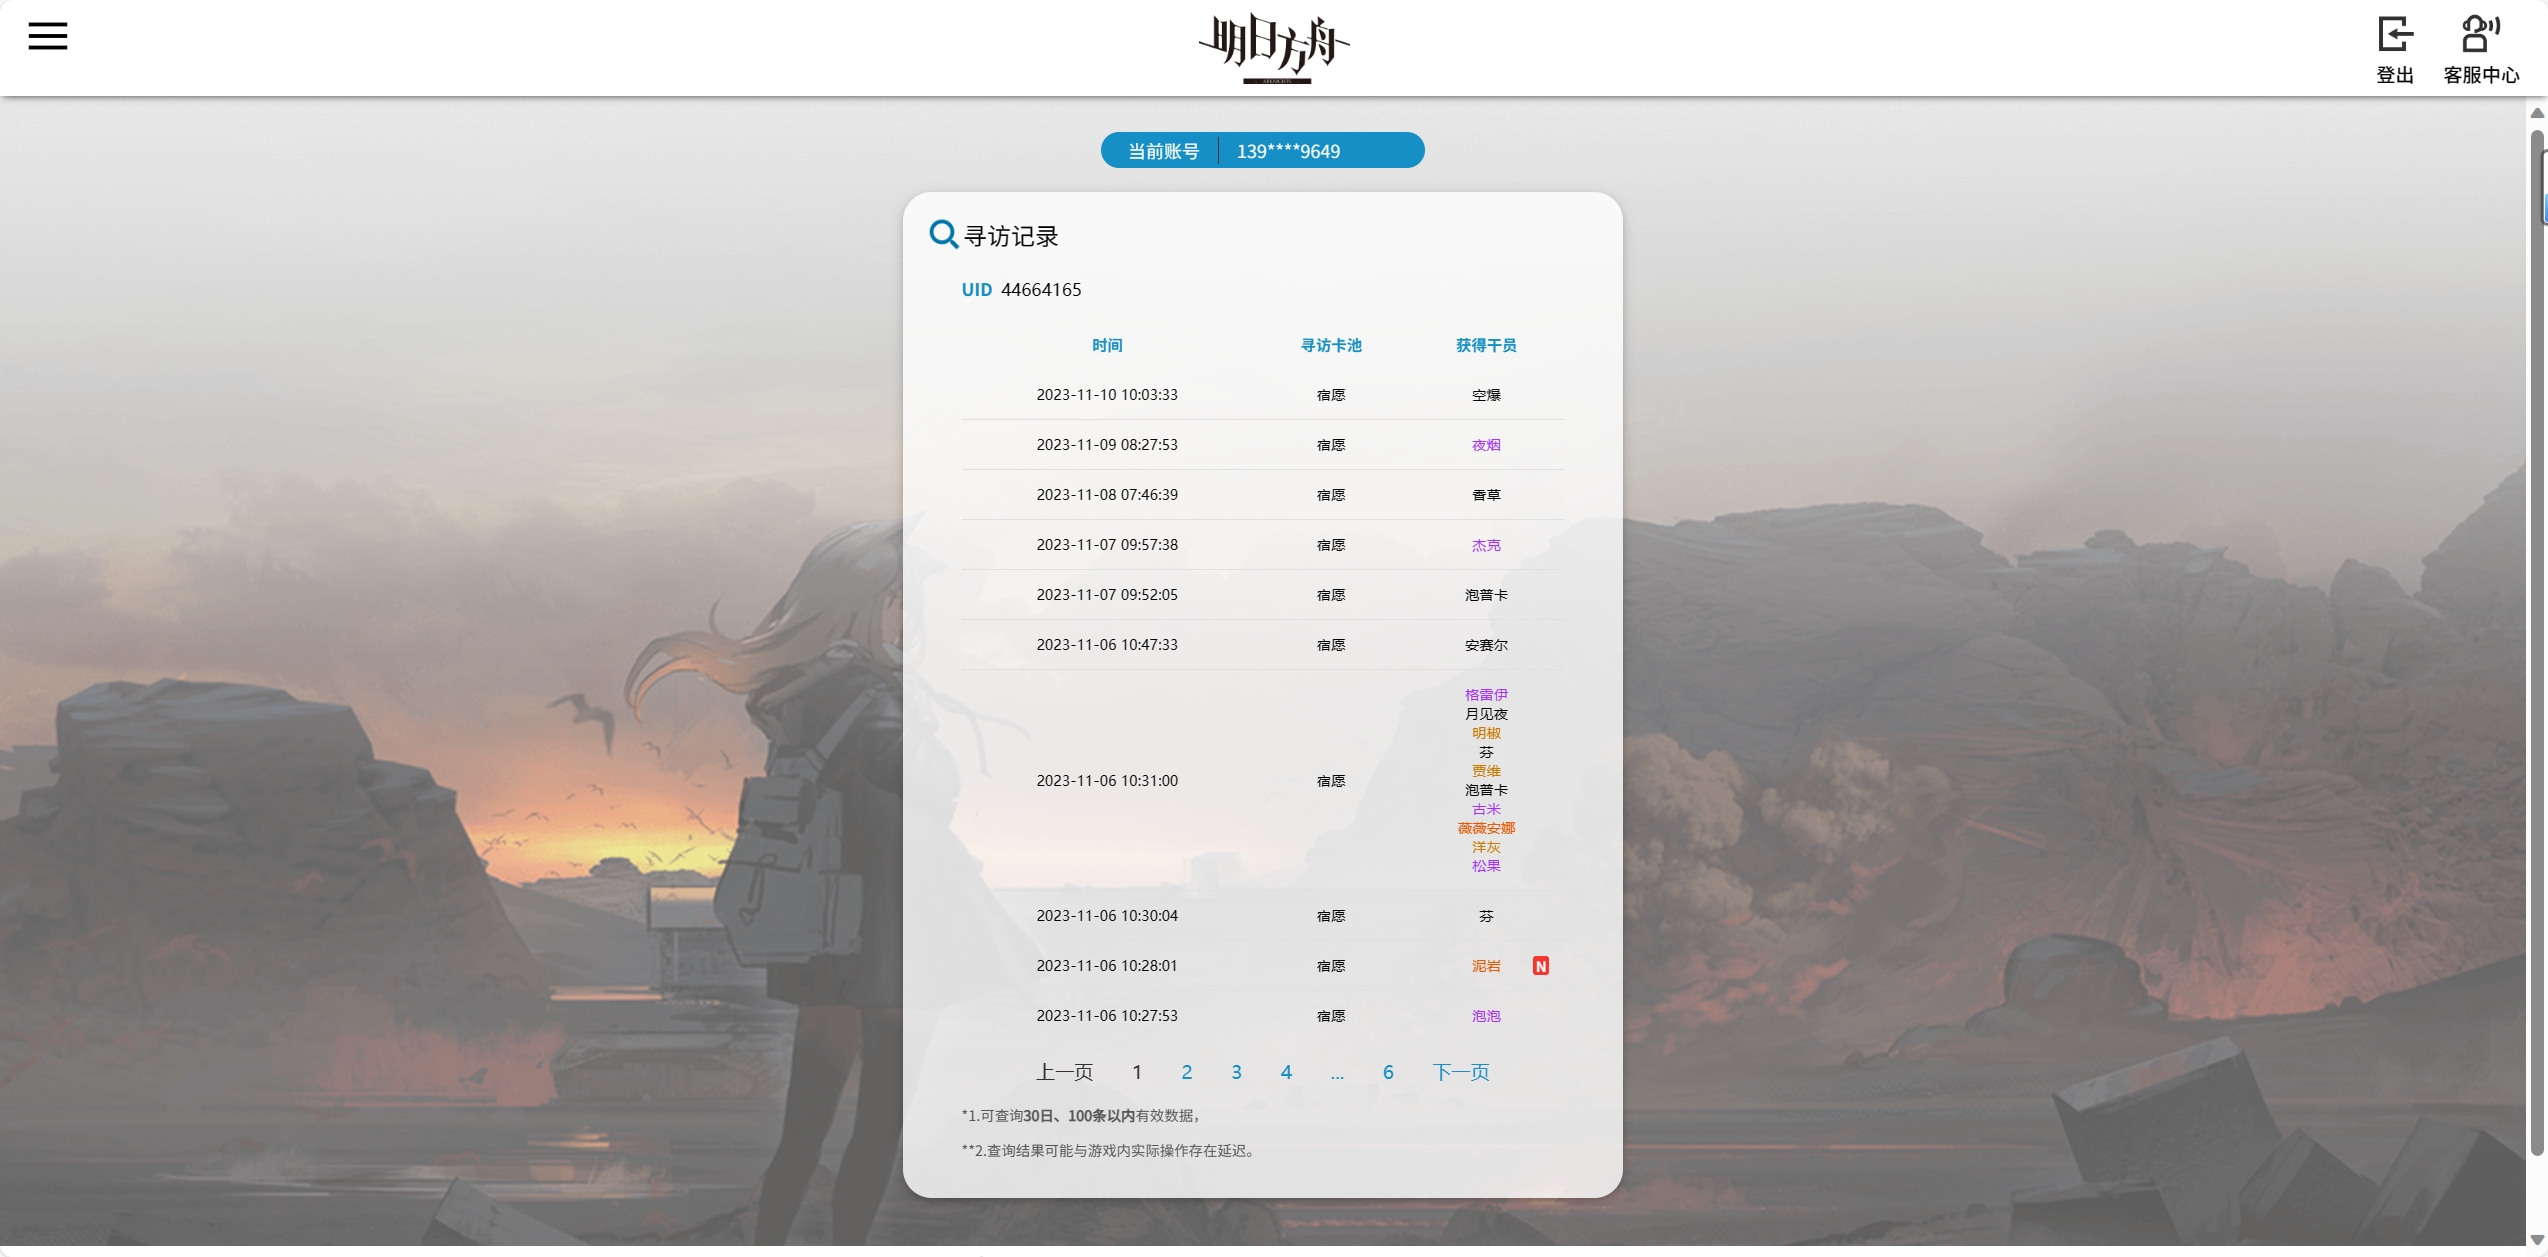 明日方舟
ARKNIGHTS
登出
客服中心
当前账号 139****9649
寻访记录
UID 44664165
时间 寻访卡池 获得干员
2023-11-10 10:03:33 宿愿 空爆
2023-11-09 08:27:53 宿愿 夜烟
2023-11-08 07:46:39 宿愿 香草
2023-11-07 09:57:38 宿愿 杰克
2023-11-07 09:52:05 宿愿 泡普卡
2023-11-06 10:47:33 宿愿 安赛尔
2023-11-06 10:31:00 宿愿
格雷伊
月见夜
明椒
芬
贾维
泡普卡
古米
薇薇安娜
洋灰
松果
2023-11-06 10:30:04 宿愿 芬
2023-11-06 10:28:01 宿愿 泥岩 N
2023-11-06 10:27:53 宿愿 泡泡
上一页 1 2 3 4 ... 6 下一页
*1.可查询30日、100条以内有效数据，
**2.查询结果可能与游戏内实际操作存在延迟。